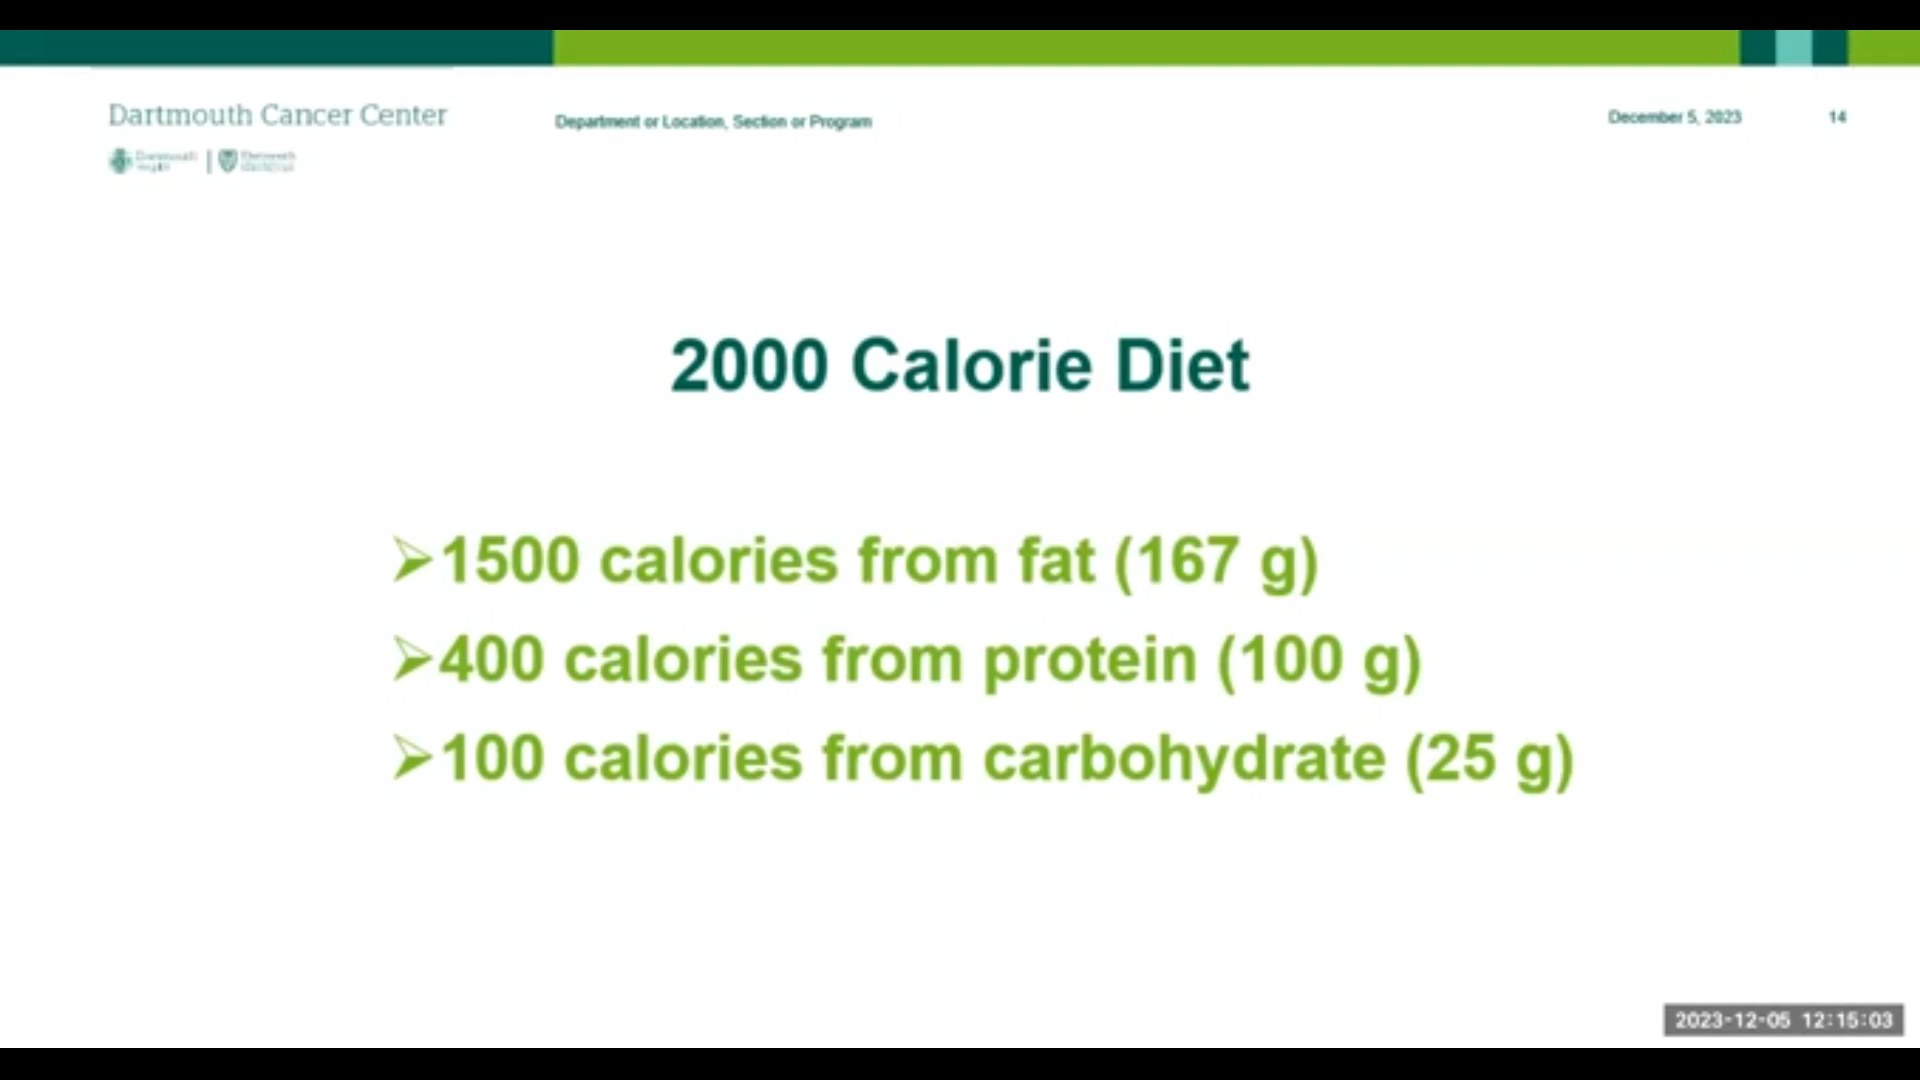 Dartmouth Cancer Center
Department or Location, Section or Program
December 5, 2023
14
2000 Calorie Diet
➢1500 calories from fat (167 g)
➢400 calories from protein (100 g)
➢100 calories from carbohydrate (25 g)
2023-12-05 12:15:03